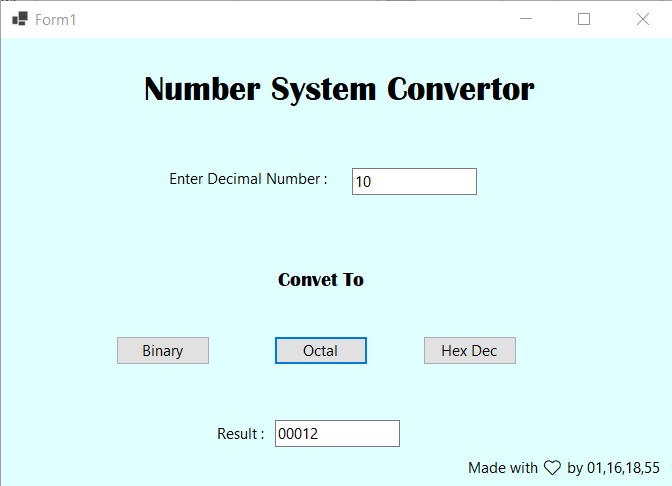 Form1
Number System Convertor
Enter Decimal Number : 10
Convet To
Binary Octal Hex Dec
Result : 00012
Made with ♡ by 01,16,18,55